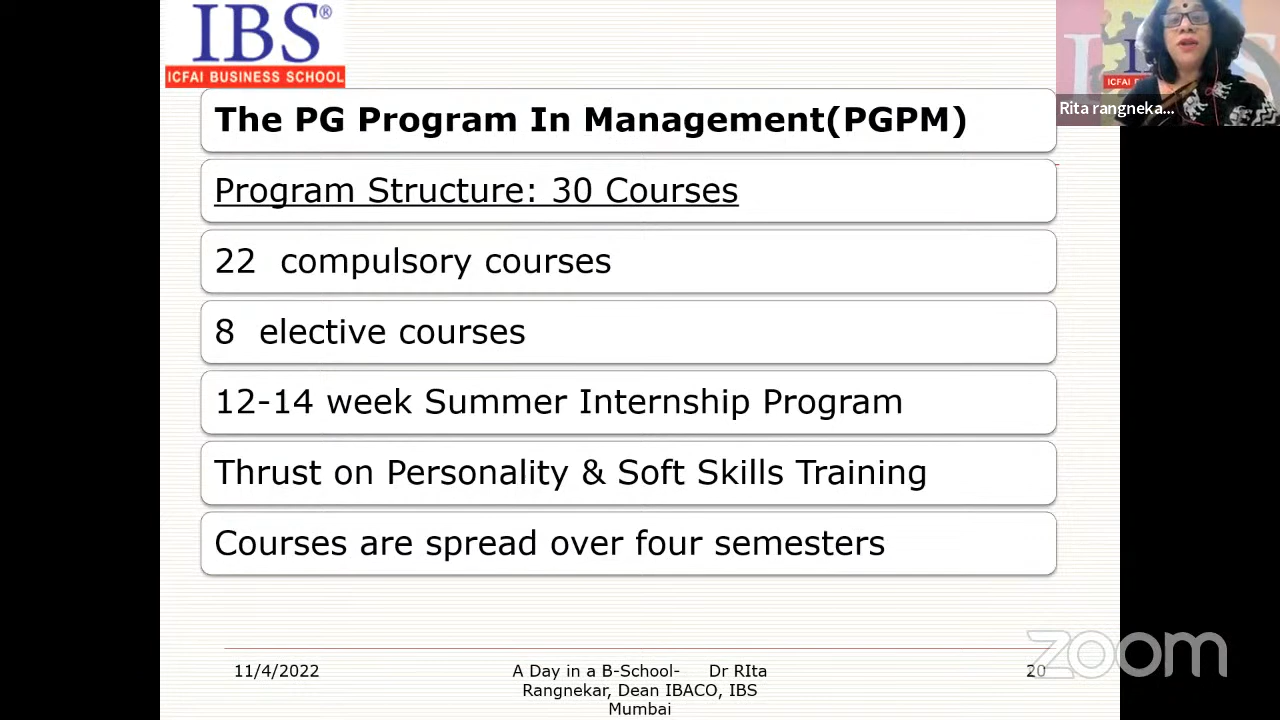 IBS®
ICFAI BUSINESS SCHOOL
The PG Program In Management(PGPM)
Program Structure: 30 Courses
22 compulsory courses
8 elective courses
12-14 week Summer Internship Program
Thrust on Personality & Soft Skills Training
Courses are spread over four semesters
11/4/2022
A Day in a B-School- Dr RIta
Rangnekar, Dean IBACO, IBS
Mumbai
20
zoom
Rita rangneka...
ICFAI